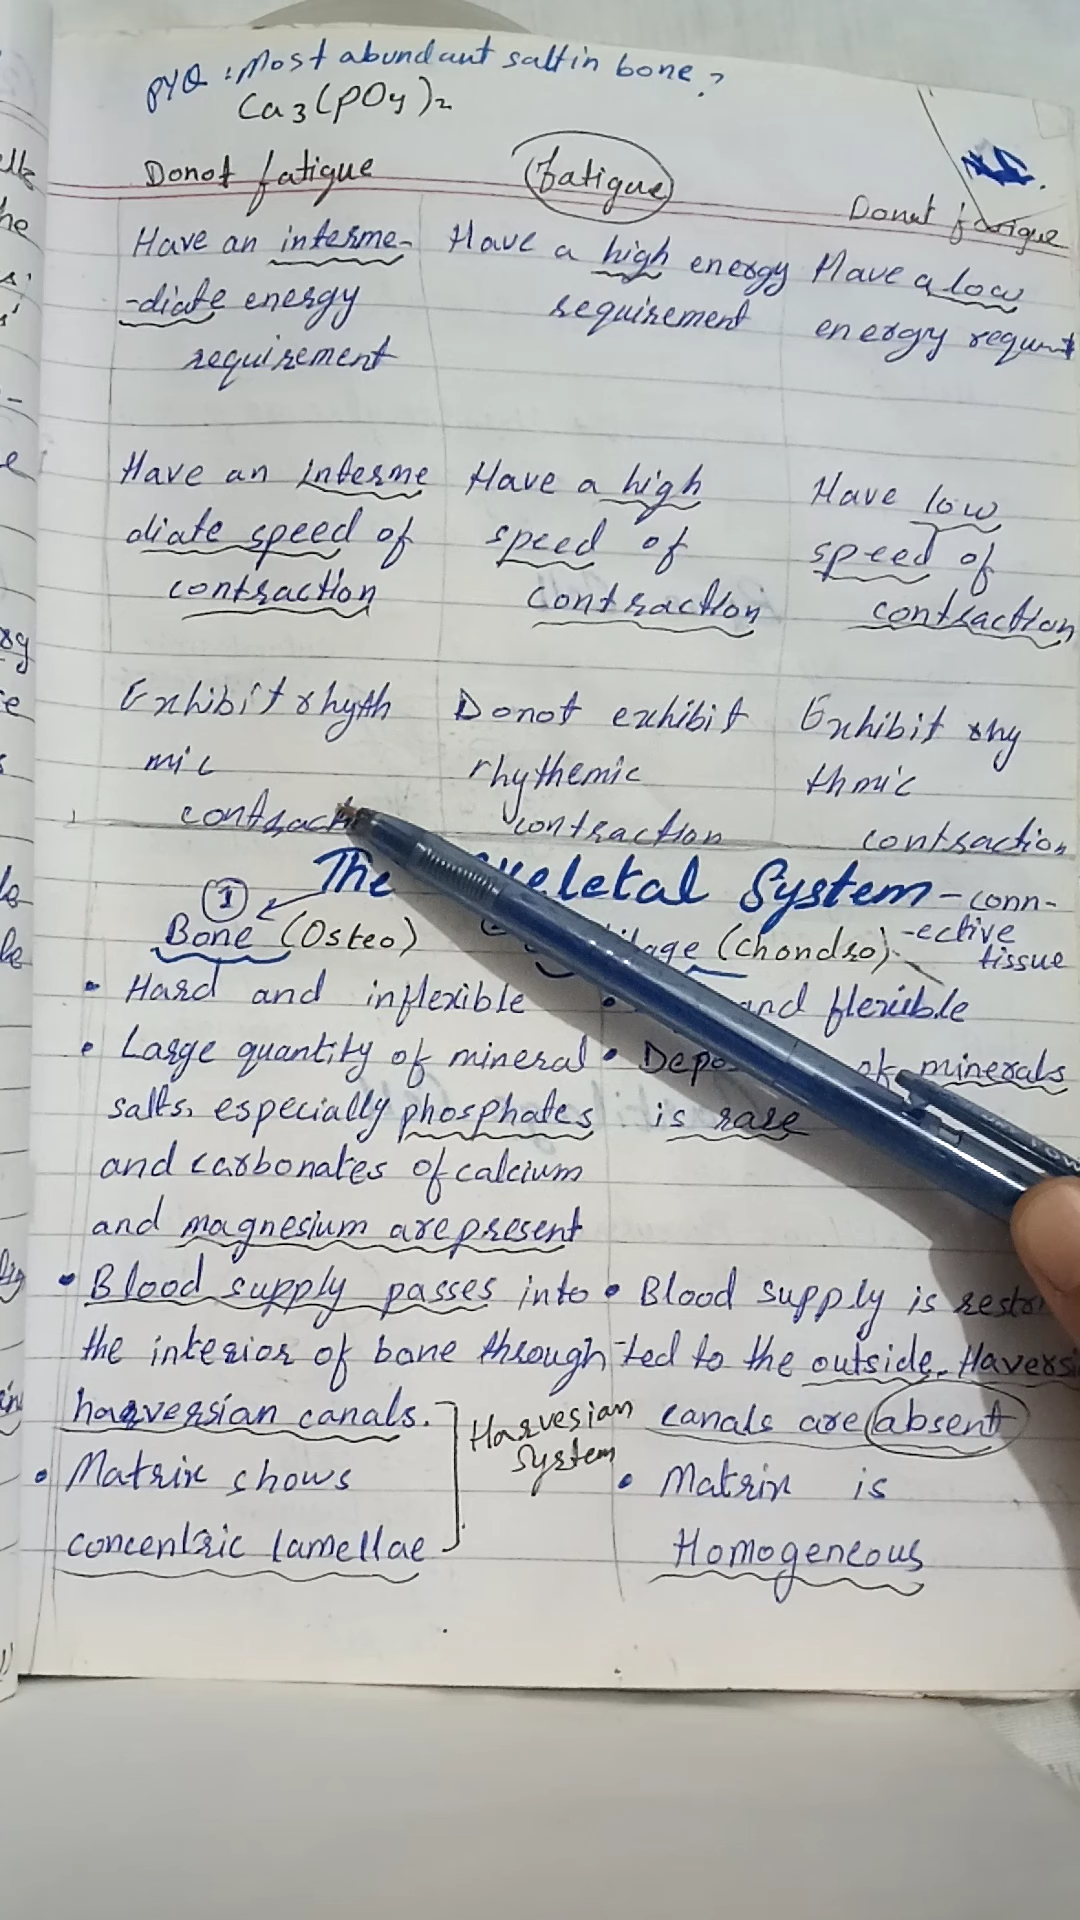 PYQ : Most abundant salt in bone?
Ca3(PO4)2
Donot fatigue
fatigue
Donot fatigue
Have an interme-
-diate energy
requirement
Have a high energy
requirement
Have a low
energy
Have an interme
diate speed of
contraction
Have a high
speed of
contraction
Have low
speed of
contraction
Exhibit rhyth
mic
Donot exhibit
rhythemic
contraction
Exhibit rhy
thmic
contraction
The Skeletal System - conn-
-ective
tissue
1
Bone (Osteo)
(Chondro)
• Hard and inflexible
• Large quantity of mineral
salts, especially phosphates
and carbonates of calcium
and magnesium are present
• Blood supply passes into
the interior of bone through
harversian canals.
• Matrix shows
concentric lamellae
Harvesian
System
• and flexible
• of minerals
is rare
• Blood supply is
ted to the outside.
canals are absent
• Matrix is
Homogeneous